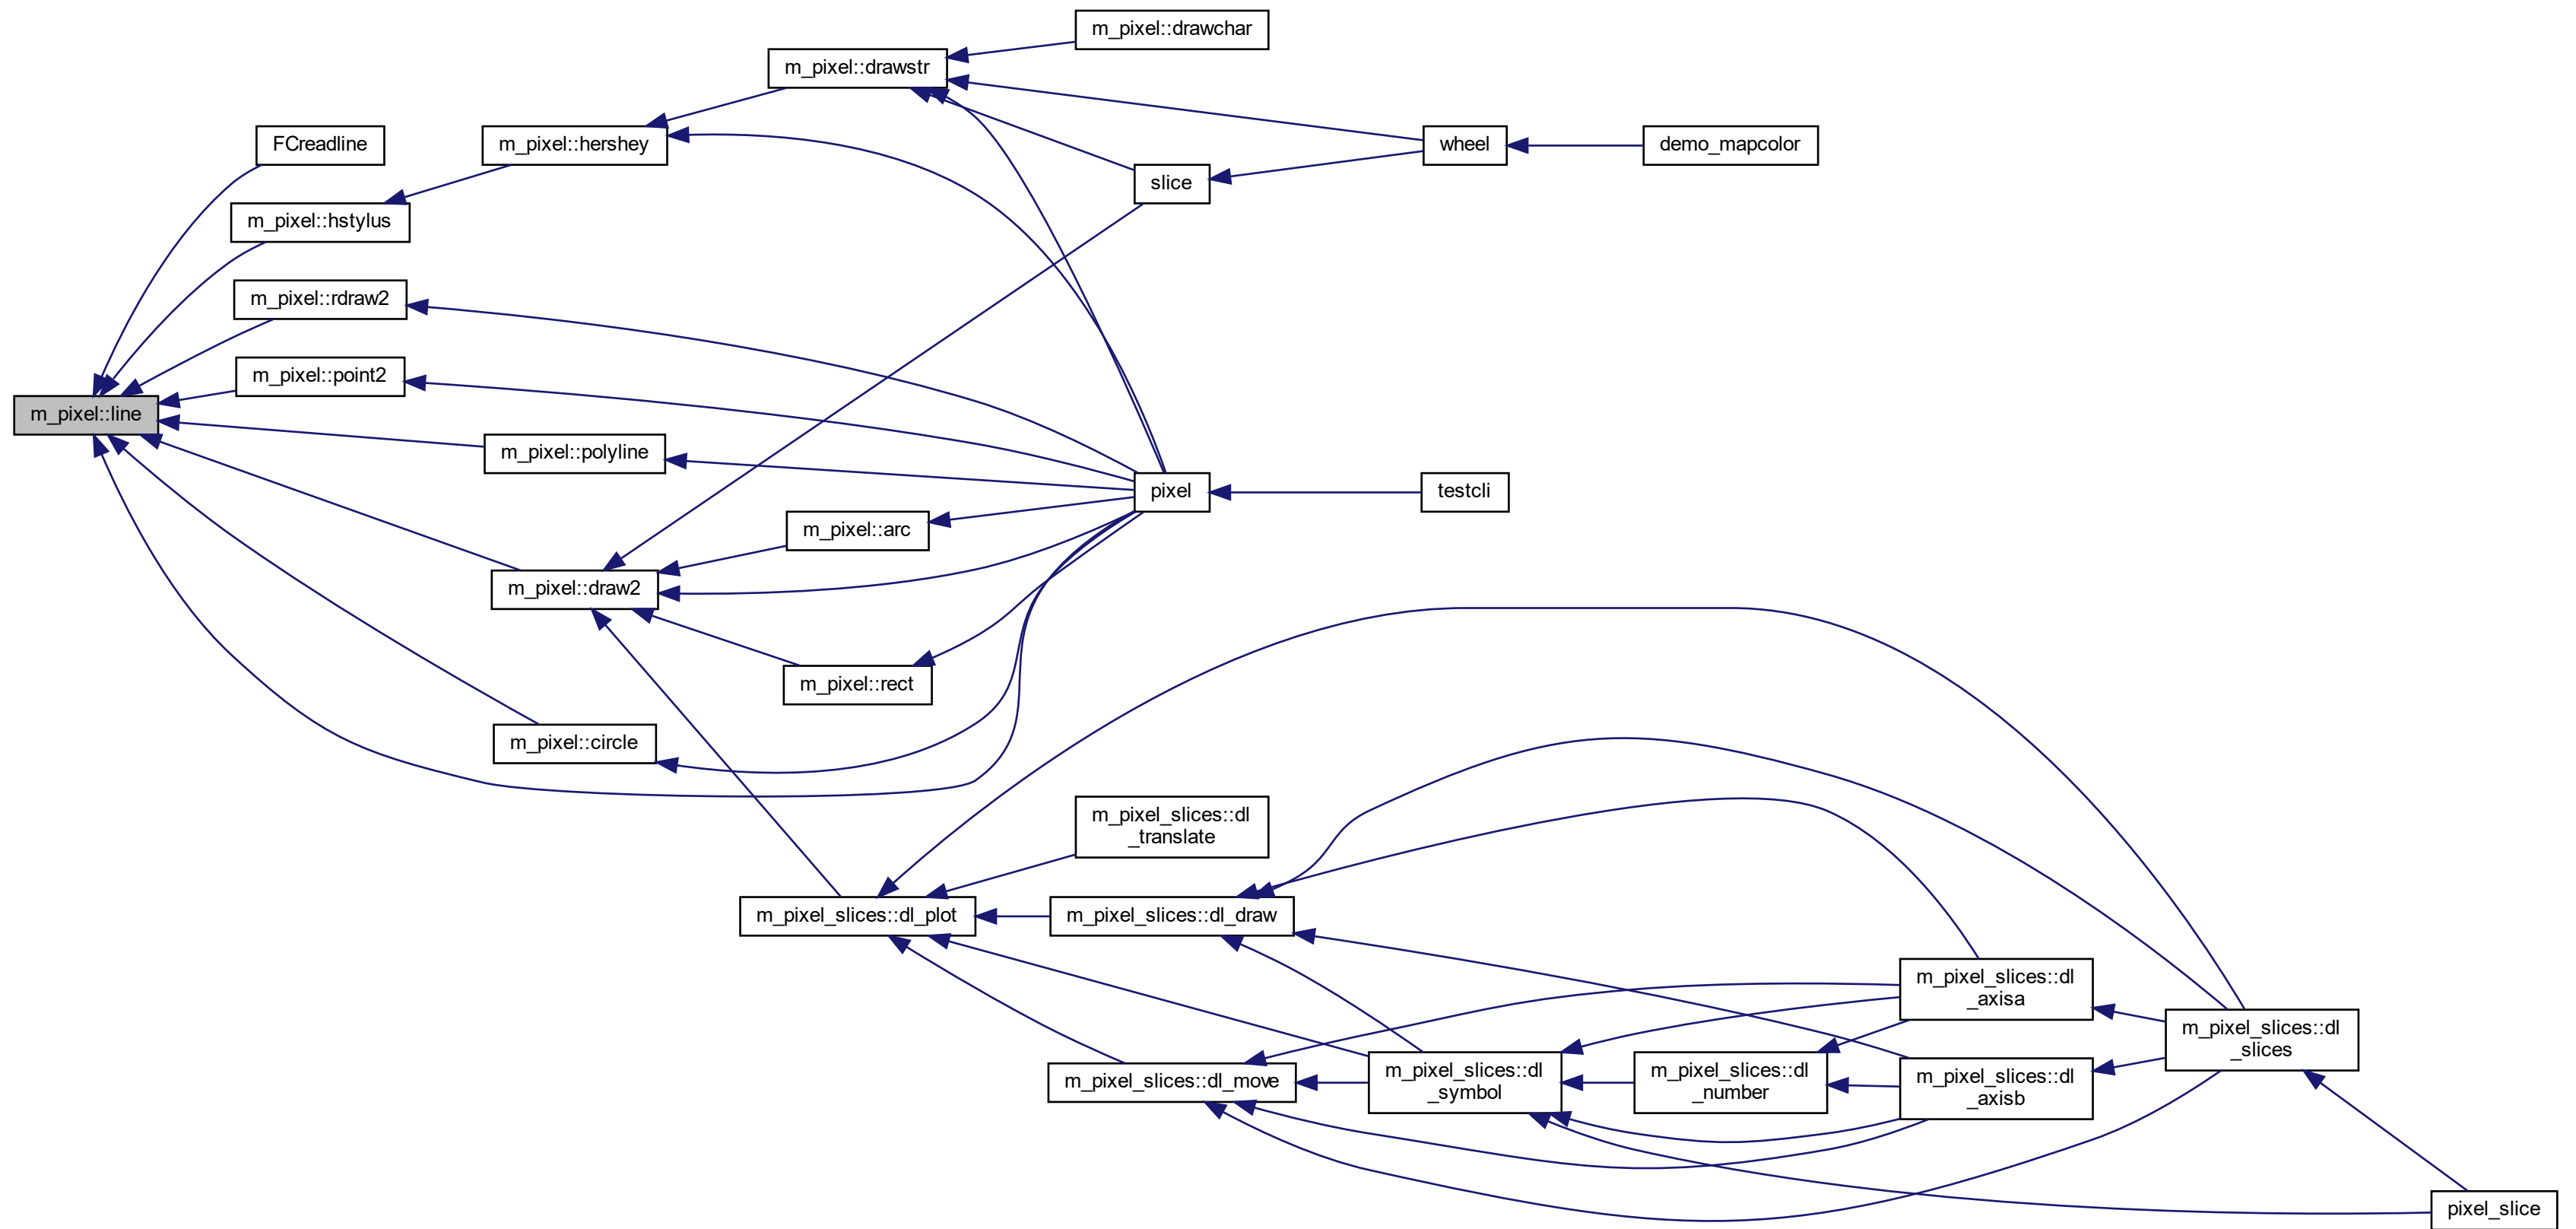 m_pixel::drawchar
m_pixel::drawstr
FCreadline
m_pixel::hershey
wheel
demo_mapcolor
slice
m_pixel::hstylus
m_pixel::rdraw2
m_pixel::point2
m_pixel::line
m_pixel::polyline
pixel
testcli
m_pixel::arc
m_pixel::draw2
m_pixel::rect
m_pixel::circle
m_pixel_slices::dl
_translate
m_pixel_slices::dl_plot
m_pixel_slices::dl_draw
m_pixel_slices::dl
_axisa
m_pixel_slices::dl
_slices
m_pixel_slices::dl_move
m_pixel_slices::dl
_symbol
m_pixel_slices::dl
_number
m_pixel_slices::dl
_axisb
pixel_slice